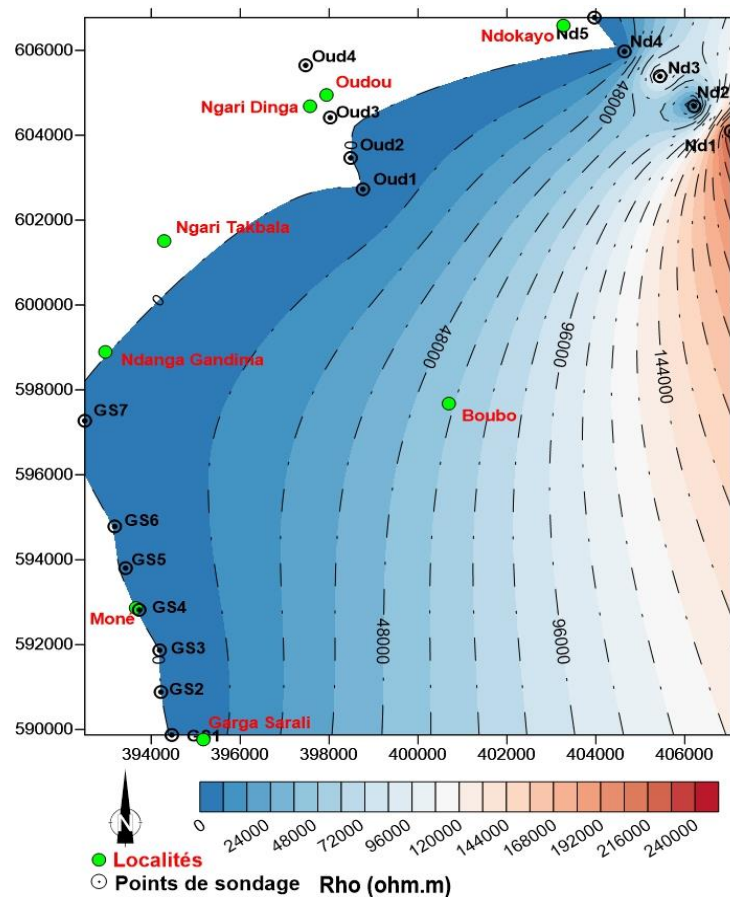 606000
604000
602000
600000
598000
596000
594000
592000
590000
Ndokayo
Nd5
Nd4
Nd3
Nd2
Nd1
48000
Oud4
Oudou
Ngari Dinga
Oud3
0
Oud2
Oud1
Ngari Takbala
0
Ndanga Gandima
48000
96000
144000
Boubo
GS7
GS6
GS5
GS4
Mone
GS3
0
GS2
48000
96000
Garga Sarali
GS1
394000 396000 398000 400000 402000 404000 406000
0 24000 48000 72000 96000 120000 144000 168000 192000 216000 240000
N
Localités
Points de sondage Rho (ohm.m)